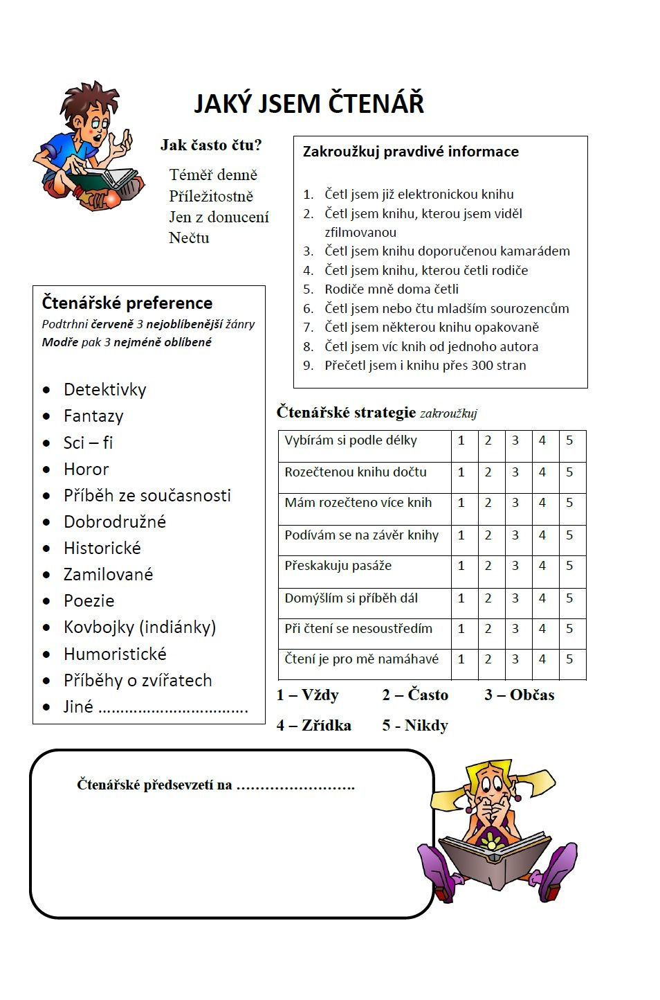 JAKÝ JSEM ČTENÁŘ
Jak často čtu?
Téměř denně
Příležitostně
Jen z donucení
Nečtu
Zakroužkuj pravdivé informace
1. Četl jsem již elektronickou knihu
2. Četl jsem knihu, kterou jsem viděl
zfilmovanou
3. Četl jsem knihu doporučenou kamarádem
4. Četl jsem knihu, kterou četli rodiče
5. Rodiče mně doma četli
6. Četl jsem nebo čtu mladším sourozencům
7. Četl jsem některou knihu opakovaně
8. Četl jsem víc knih od jednoho autora
9. Přečetl jsem i knihu přes 300 stran
Čtenářské preference
Podtrhni červeně 3 nejoblíbenější žánry
Modře pak 3 nejméně oblíbené
• Detektivky
• Fantazy
• Sci – fi
• Horor
• Příběh ze současnosti
• Dobrodružné
• Historické
• Zamilované
• Poezie
• Kovbojky (indiánky)
• Humoristické
• Příběhy o zvířatech
• Jiné …………………………….
Čtenářské strategie zakroužkuj
Vybírám si podle délky 1 2 3 4 5
Rozečtenou knihu dočtu 1 2 3 4 5
Mám rozečteno více knih 1 2 3 4 5
Podívám se na závěr knihy 1 2 3 4 5
Přeskakuju pasáže 1 2 3 4 5
Domýšlím si příběh dál 1 2 3 4 5
Při čtení se nesoustředím 1 2 3 4 5
Čtení je pro mě namáhavé 1 2 3 4 5
1 – Vždy 2 – Často 3 – Občas
4 – Zřídka 5 - Nikdy
Čtenářské předsevzetí na …………………….